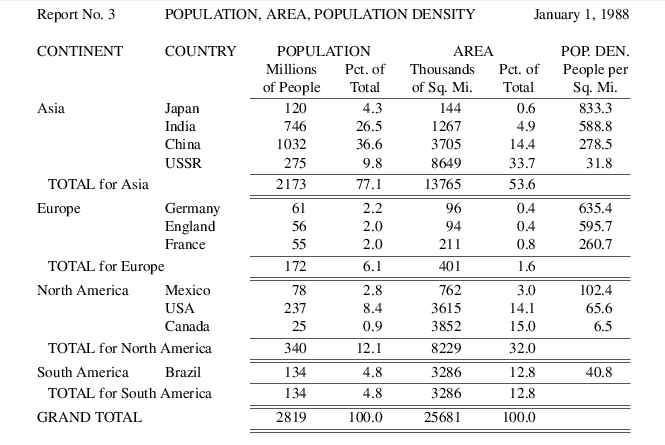 Report No. 3 POPULATION, AREA, POPULATION DENSITY January 1, 1988
CONTINENT COUNTRY POPULATION AREA POP. DEN.
Millions Pct. of Thousands Pct. of People per
of People Total of Sq. Mi. Total Sq. Mi.
Asia Japan 120 4.3 144 0.6 833.3
India 746 26.5 1267 4.9 588.8
China 1032 36.6 3705 14.4 278.5
USSR 275 9.8 8649 33.7 31.8
TOTAL for Asia 2173 77.1 13765 53.6
Europe Germany 61 2.2 96 0.4 635.4
England 56 2.0 94 0.4 595.7
France 55 2.0 211 0.8 260.7
TOTAL for Europe 172 6.1 401 1.6
North America Mexico 78 2.8 762 3.0 102.4
USA 237 8.4 3615 14.1 65.6
Canada 25 0.9 3852 15.0 6.5
TOTAL for North America 340 12.1 8229 32.0
South America Brazil 134 4.8 3286 12.8 40.8
TOTAL for South America 134 4.8 3286 12.8
GRAND TOTAL 2819 100.0 25681 100.0